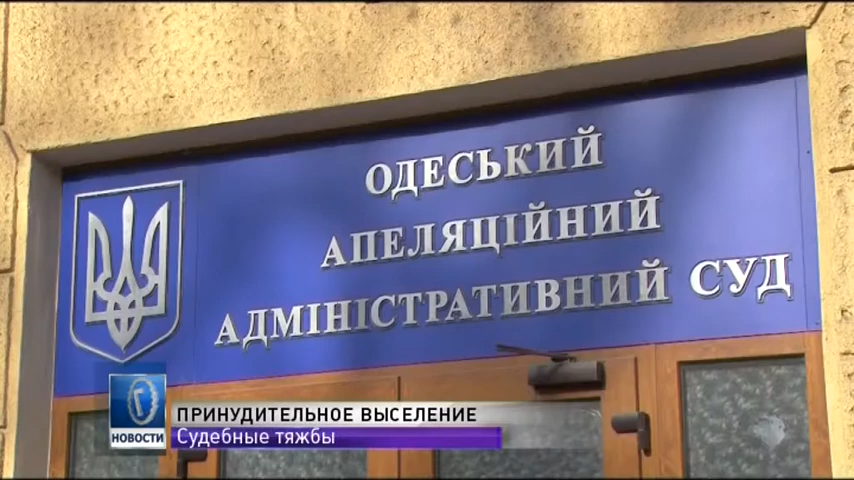 ОДЕСЬКИЙ
АПЕЛЯЦІЙНИЙ
АДМІНІСТРАТИВНИЙ СУД
ПРИНУДИТЕЛЬНОЕ ВЫСЕЛЕНИЕ
НОВОСТИ
Судебные тяжбы